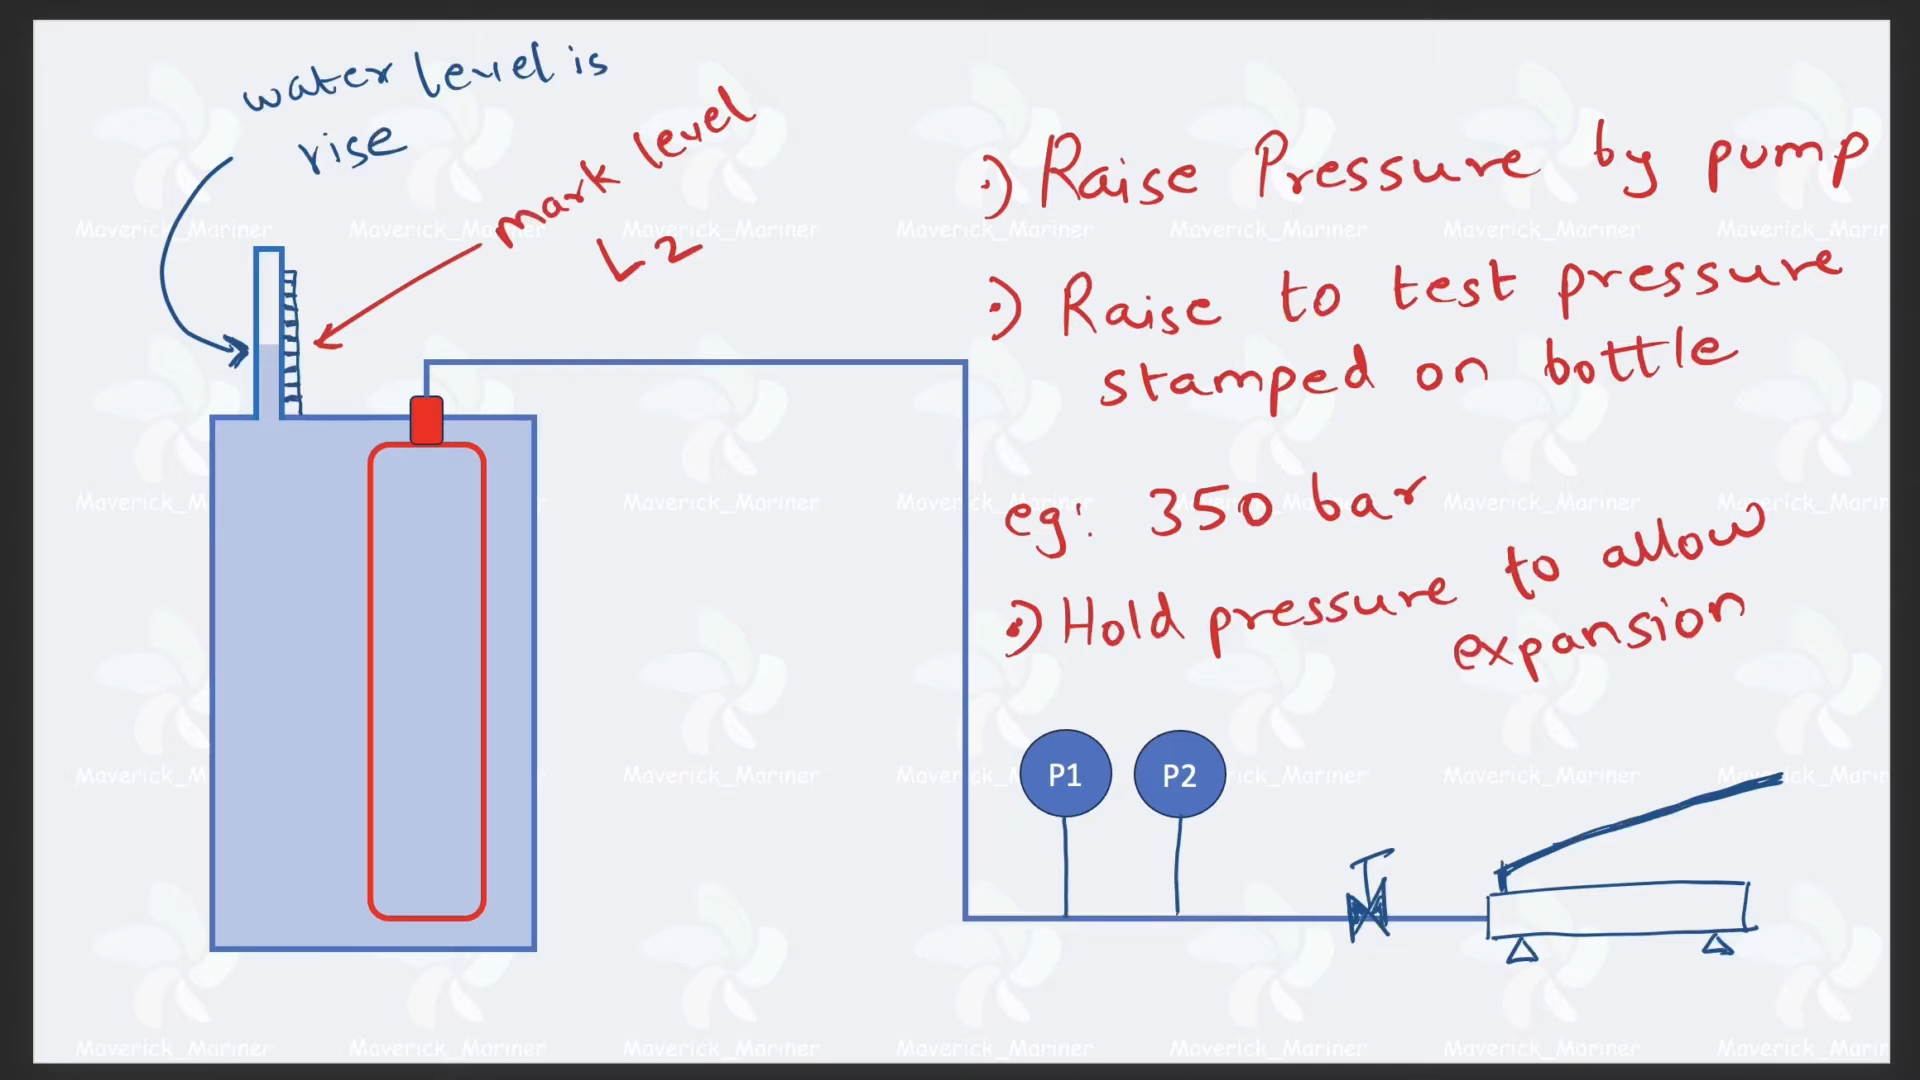 water level is
rise
mark level
L2
•) Raise Pressure by pump
•) Raise to test pressure
stamped on bottle
eg: 350 bar
•) Hold pressure to allow
expansion
P1
P2
Maverick_Mariner